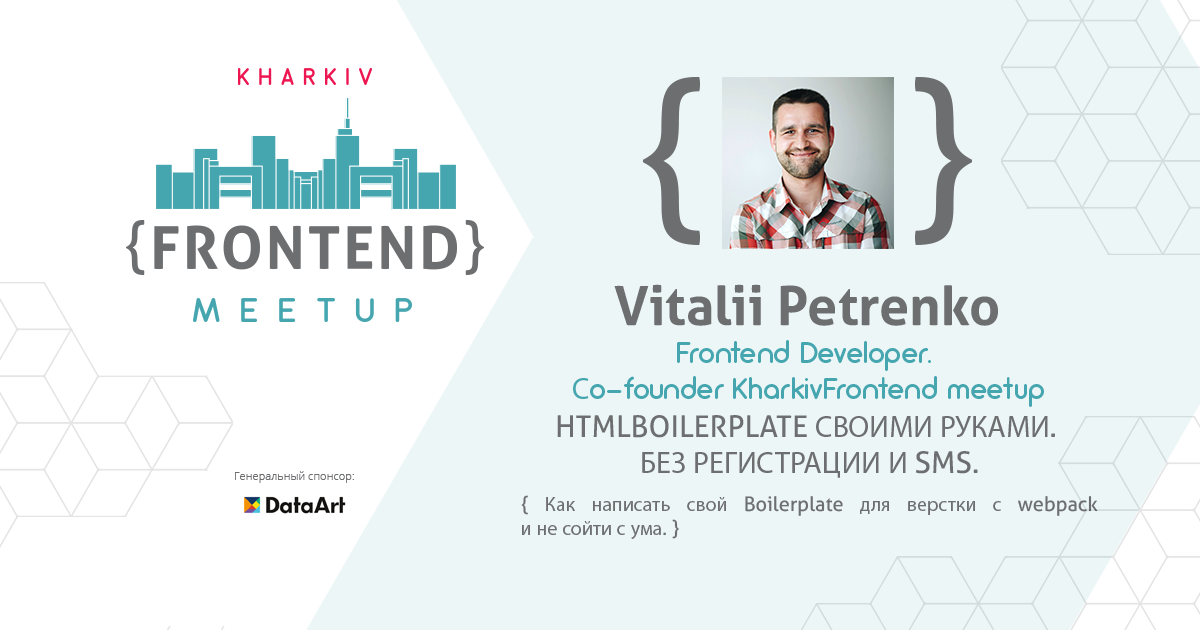 KHARKIV
{FRONTEND}
MEETUP
Генеральный спонсор:
DataArt
{ }
Vitalii Petrenko
Frontend Developer.
Co-founder KharkivFrontend meetup
HTMLBOILERPLATE СВОИМИ РУКАМИ.
БЕЗ РЕГИСТРАЦИИ И SMS.
{ Как написать свой Boilerplate для верстки с webpack
и не сойти с ума. }